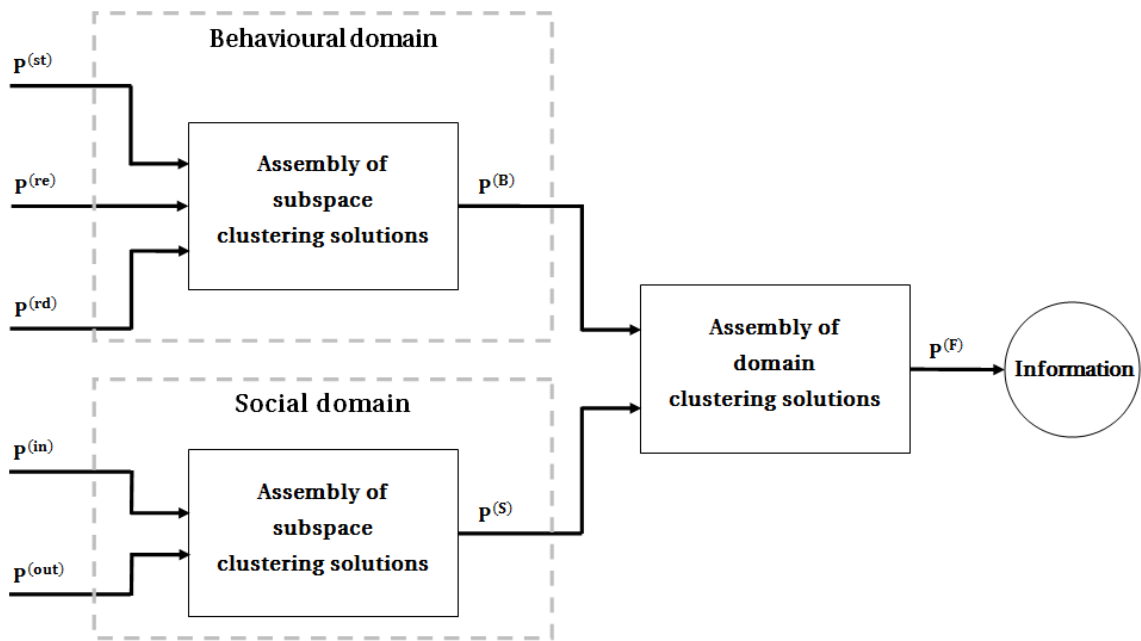 Behavioural domain
P(st)
P(re)
P(rd)
Assembly of
subspace
clustering solutions
P(B)
Social domain
P(in)
P(out)
Assembly of
subspace
clustering solutions
P(S)
Assembly of
domain
clustering solutions
P(F)
Information